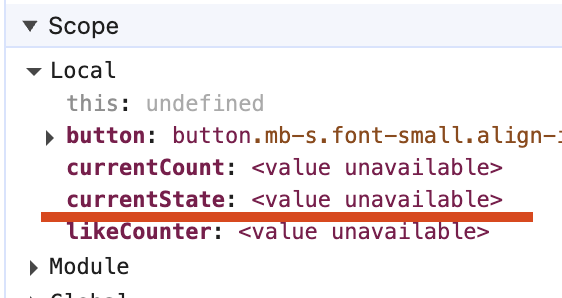 Scope
Local
this: undefined
button: button.mb-s.font-small.align-
currentCount: <value unavailable>
currentState: <value unavailable>
likeCounter: <value unavailable>
Module
Global